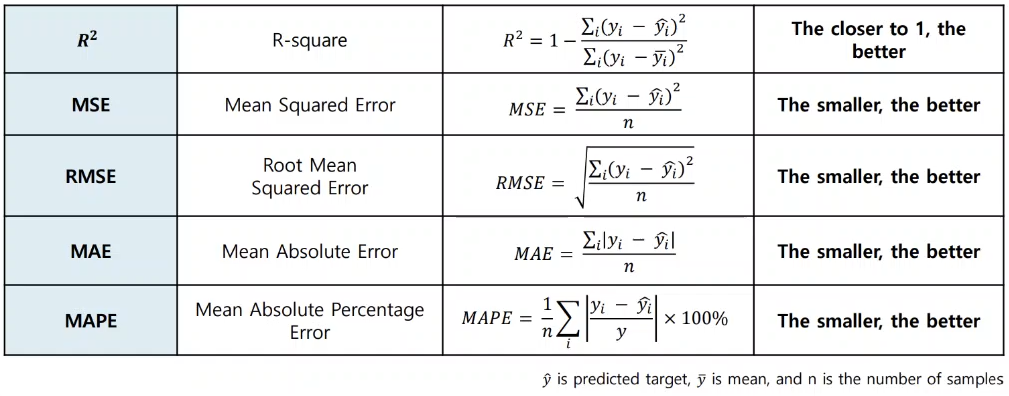 R² R-square R² = 1 − Σᵢ(yᵢ − ŷᵢ)² / Σᵢ(yᵢ − ȳᵢ)² The closer to 1, the
better
MSE Mean Squared Error MSE = Σᵢ(yᵢ − ŷᵢ)² / n The smaller, the better
RMSE Root Mean
Squared Error RMSE = √(Σᵢ(yᵢ − ŷᵢ)² / n) The smaller, the better
MAE Mean Absolute Error MAE = Σᵢ|yᵢ − ŷᵢ| / n The smaller, the better
MAPE Mean Absolute Percentage
Error MAPE = 1/n Σᵢ |(yᵢ − ŷᵢ) / y| × 100% The smaller, the better
ŷ is predicted target, ȳ is mean, and n is the number of samples